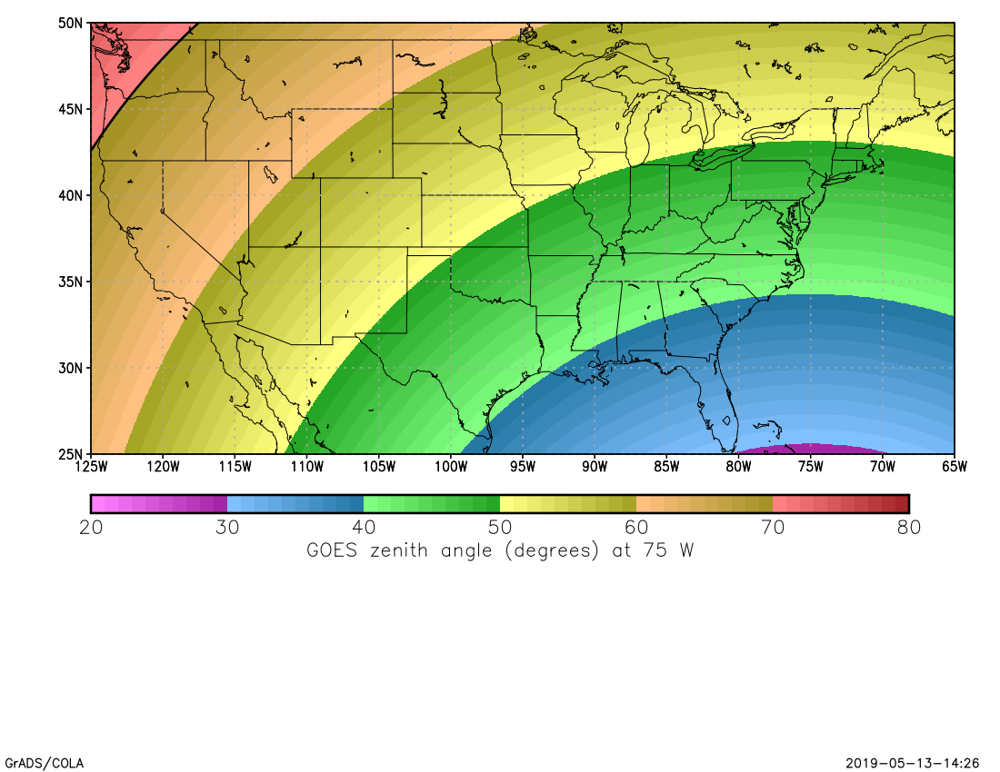 50N
45N
40N
35N
30N
25N
125W 120W 115W 110W 105W 100W 95W 90W 85W 80W 75W 70W 65W
20 30 40 50 60 70 80
GOES zenith angle (degrees) at 75 W
GrADS/COLA 2019-05-13-14:26